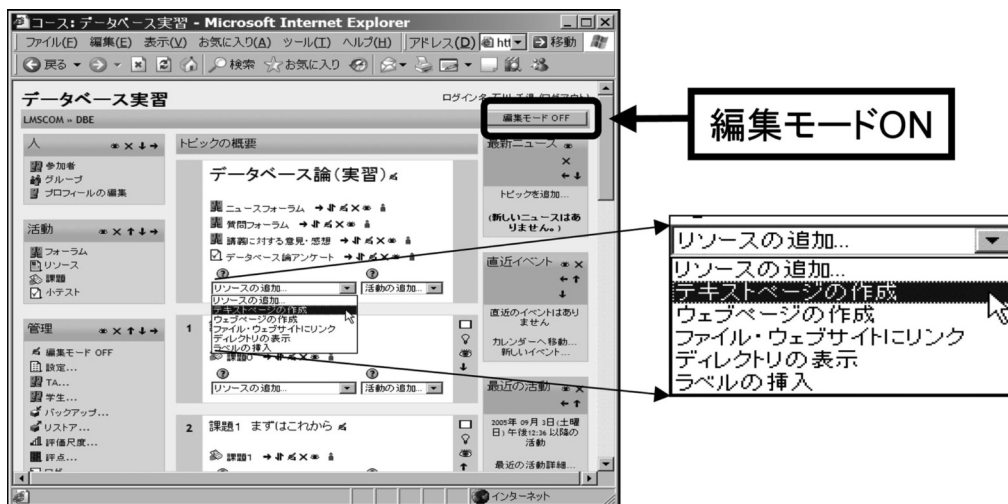 コース: データベース実習 - Microsoft Internet Explorer
ファイル(F) 編集(E) 表示(V) お気に入り(A) ツール(T) ヘルプ(H) アドレス(D) 移動
戻る 検索 お気に入り
データベース実習
LMSCOM » DBE
編集モード OFF
編集モードON
人
参加者
グループ
プロフィールの編集
活動
フォーラム
リソース
課題
小テスト
管理
編集モード OFF
設定...
TA...
学生...
バックアップ...
リストア...
評価尺度...
評点...
トピックの概要
データベース論(実習)
ニュースフォーラム
質問フォーラム
講義に対する意見・感想
データベース論アンケート
リソースの追加... 活動の追加...
リソースの追加...
テキストページの作成
ウェブページの作成
ファイル・ウェブサイトにリンク
ディレクトリの表示
ラベルの挿入
1
リソースの追加... 活動の追加...
2 課題1 まずはこれから
課題1
最新ニュース
トピックを追加...
(新しいニュースはあ
りません。)
直近イベント
直近のイベントはあり
ません
カレンダーへ移動...
新しいイベント...
最近の活動
2005年 09月 3日 (土曜
日) 午後12:36 以降の
活動
最近の活動詳細...
インターネット
リソースの追加...
リソースの追加...
テキストページの作成
ウェブページの作成
ファイル・ウェブサイトにリンク
ディレクトリの表示
ラベルの挿入